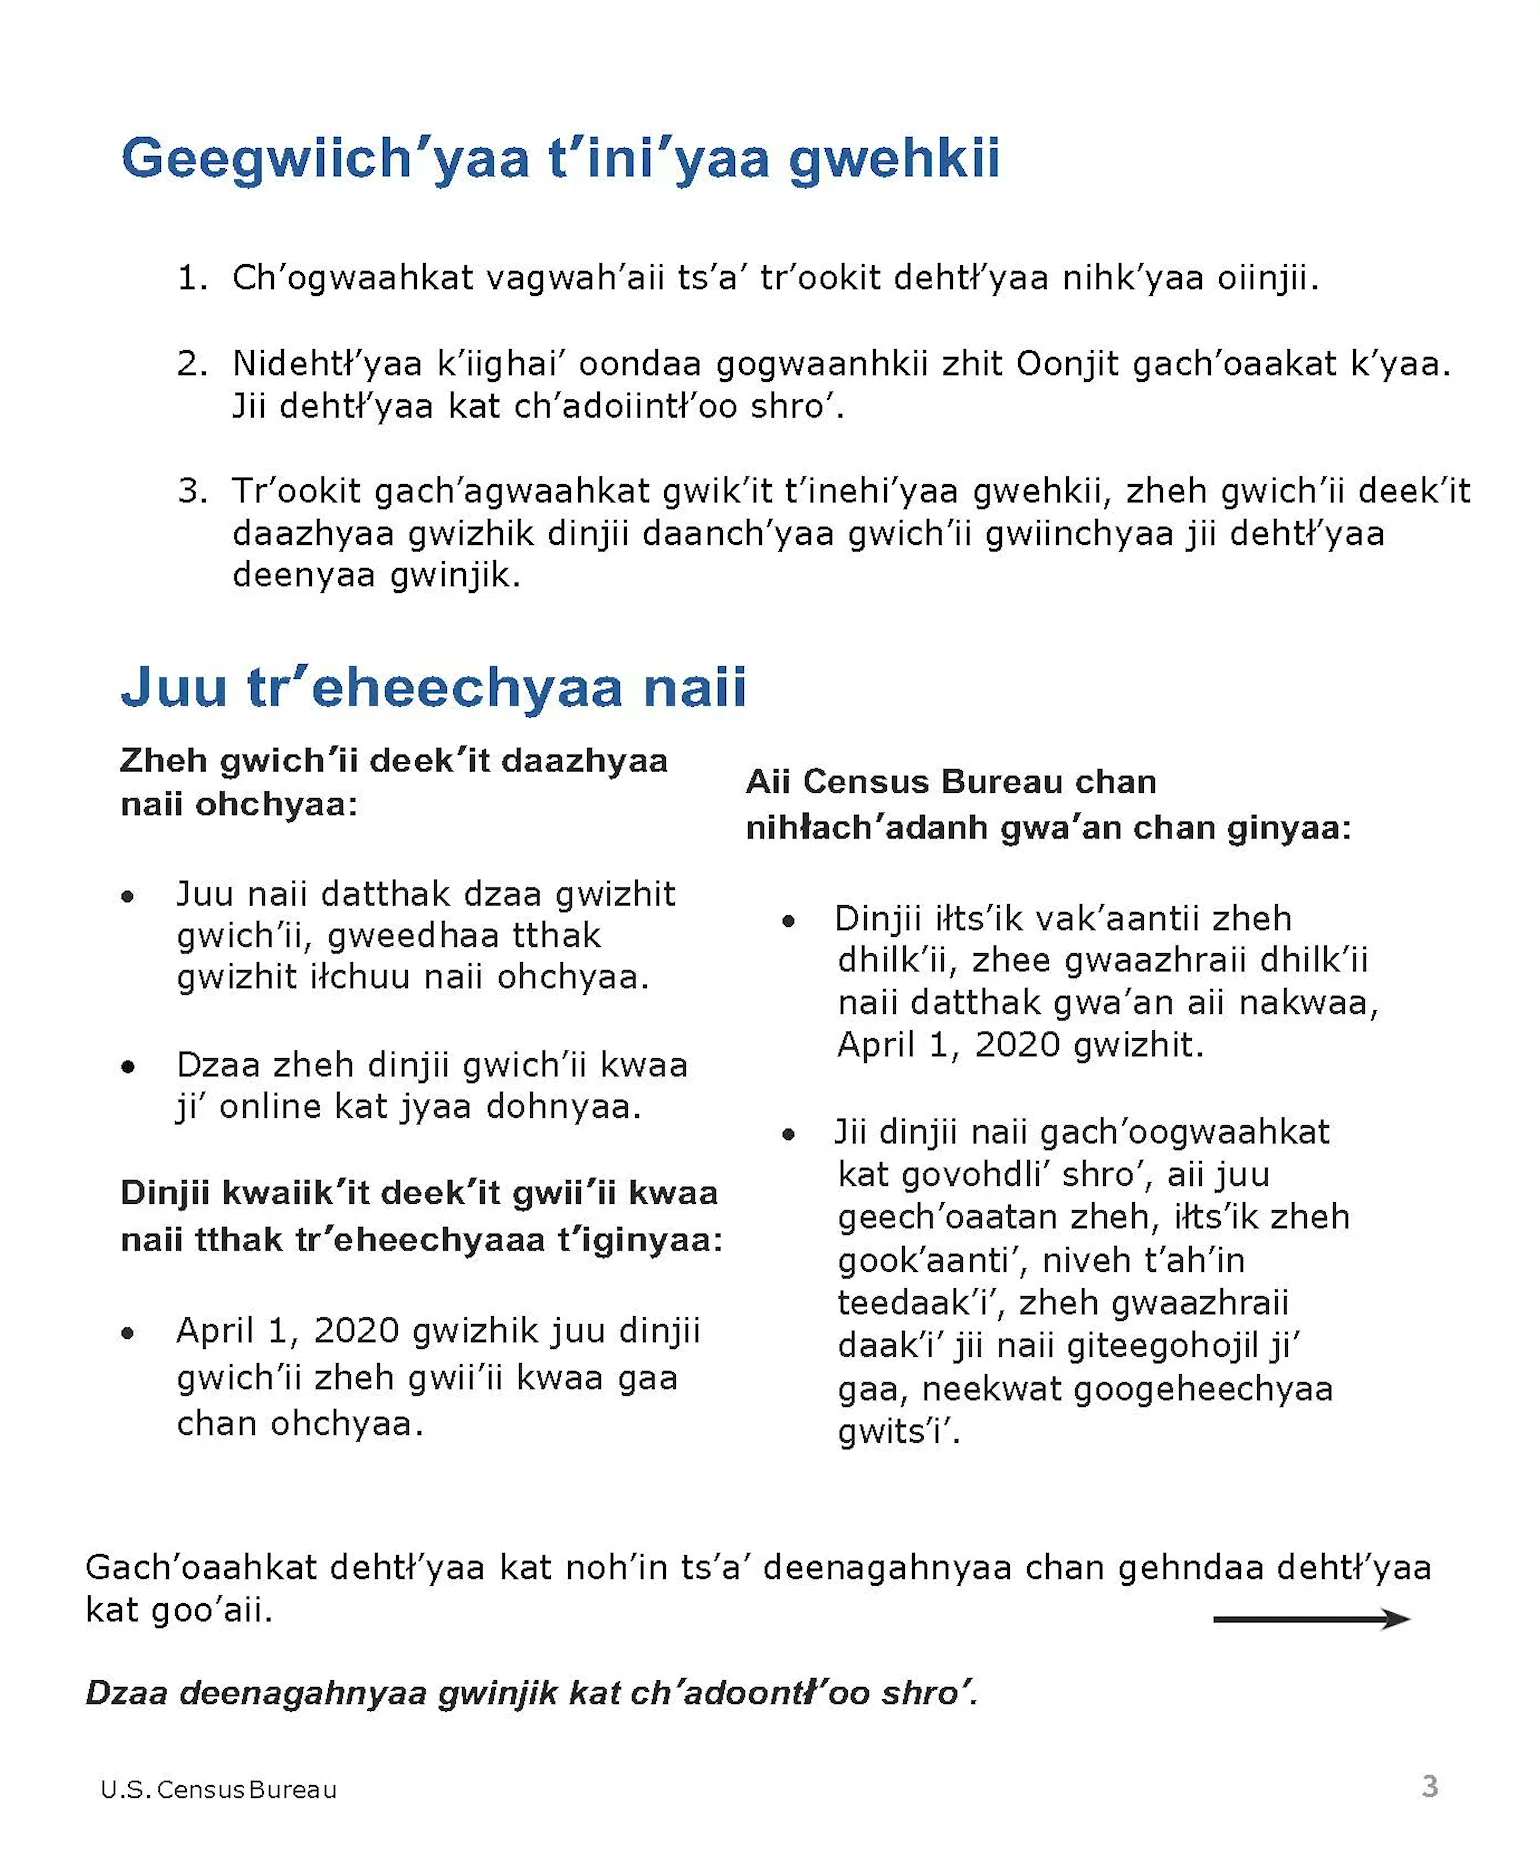 Geegwiich’yaa t’ini’yaa gwehkii
1. Ch’ogwaahkat vagwah’aii ts’a’ tr’ookit dehtł’yaa nihk’yaa oiinjii.
2. Nidehtł’yaa k’iighai’ oondaa gogwaanhkii zhit Oonjit gach’oaakat k’yaa.
Jii dehtł’yaa kat ch’adoiintł’oo shro’.
3. Tr’ookit gach’agwaahkat gwik’it t’inehi’yaa gwehkii, zheh gwich’ii deek’it
daazhyaa gwizhik dinjii daanch’yaa gwich’ii gwiinchyaa jii dehtł’yaa
deenyaa gwinjik.
Juu tr’eheechyaa naii
Zheh gwich’ii deek’it daazhyaa
naii ohchyaa:
• Juu naii datthak dzaa gwizhit
gwich’ii, gweedhaa tthak
gwizhit iłchuu naii ohchyaa.
• Dzaa zheh dinjii gwich’ii kwaa
ji’ online kat jyaa dohnyaa.
Dinjii kwaiik’it deek’it gwii’ii kwaa
naii tthak tr’eheechyaaa t’iginyaa:
• April 1, 2020 gwizhik juu dinjii
gwich’ii zheh gwii’ii kwaa gaa
chan ohchyaa.
Aii Census Bureau chan
nihłach’adanh gwa’an chan ginyaa:
• Dinjii iłts’ik vak’aantii zheh
dhilk’ii, zhee gwaazhraii dhilk’ii
naii datthak gwa’an aii nakwaa,
April 1, 2020 gwizhit.
• Jii dinjii naii gach’oogwaahkat
kat govohdli’ shro’, aii juu
geech’oaatan zheh, iłts’ik zheh
gook’aanti’, niveh t’ah’in
teedaak’i’, zheh gwaazhraii
daak’i’ jii naii giteegohojil ji’
gaa, neekwat googeheechyaa
gwits’i’.
Gach’oaahkat dehtł’yaa kat noh’in ts’a’ deenagahnyaa chan gehndaa dehtł’yaa
kat goo’aii.
Dzaa deenagahnyaa gwinjik kat ch’adoontł’oo shro’.
U.S. Census Bureau
3